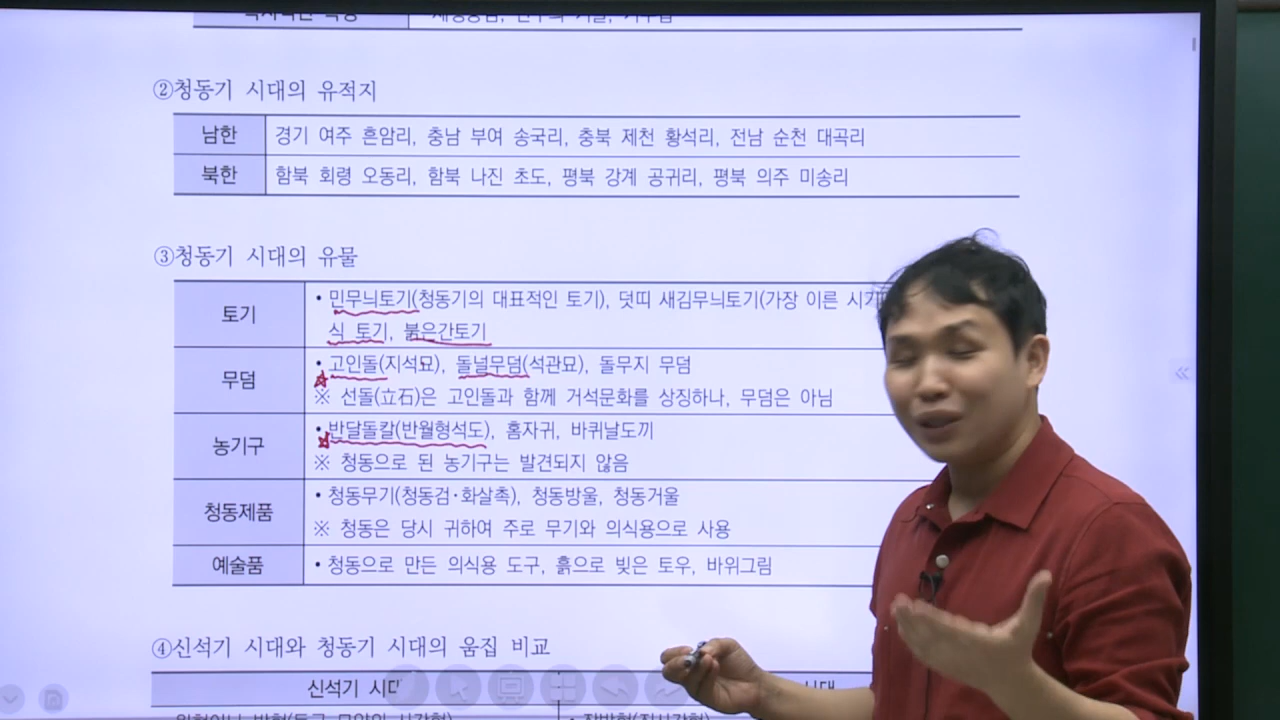 ②청동기 시대의 유적지
남한 경기 여주 흔암리, 충남 부여 송국리, 충북 제천 황석리, 전남 순천 대곡리
북한 함북 회령 오동리, 함북 나진 초도, 평북 강계 공귀리, 평북 의주 미송리
③청동기 시대의 유물
토기 • 민무늬토기(청동기의 대표적인 토기), 덧띠 새김무늬토기(가장 이른 시기
식 토기, 붉은간토기
무덤 • 고인돌(지석묘), 돌널무덤(석관묘), 돌무지 무덤
※ 선돌(立石)은 고인돌과 함께 거석문화를 상징하나, 무덤은 아님
농기구 • 반달돌칼(반월형석도), 홈자귀, 바퀴날도끼
※ 청동으로 된 농기구는 발견되지 않음
청동제품 • 청동무기(청동검·화살촉), 청동방울, 청동거울
※ 청동은 당시 귀하여 주로 무기와 의식용으로 사용
예술품 • 청동으로 만든 의식용 도구, 흙으로 빚은 토우, 바위그림
④신석기 시대와 청동기 시대의 움집 비교
신석기 시대 시대